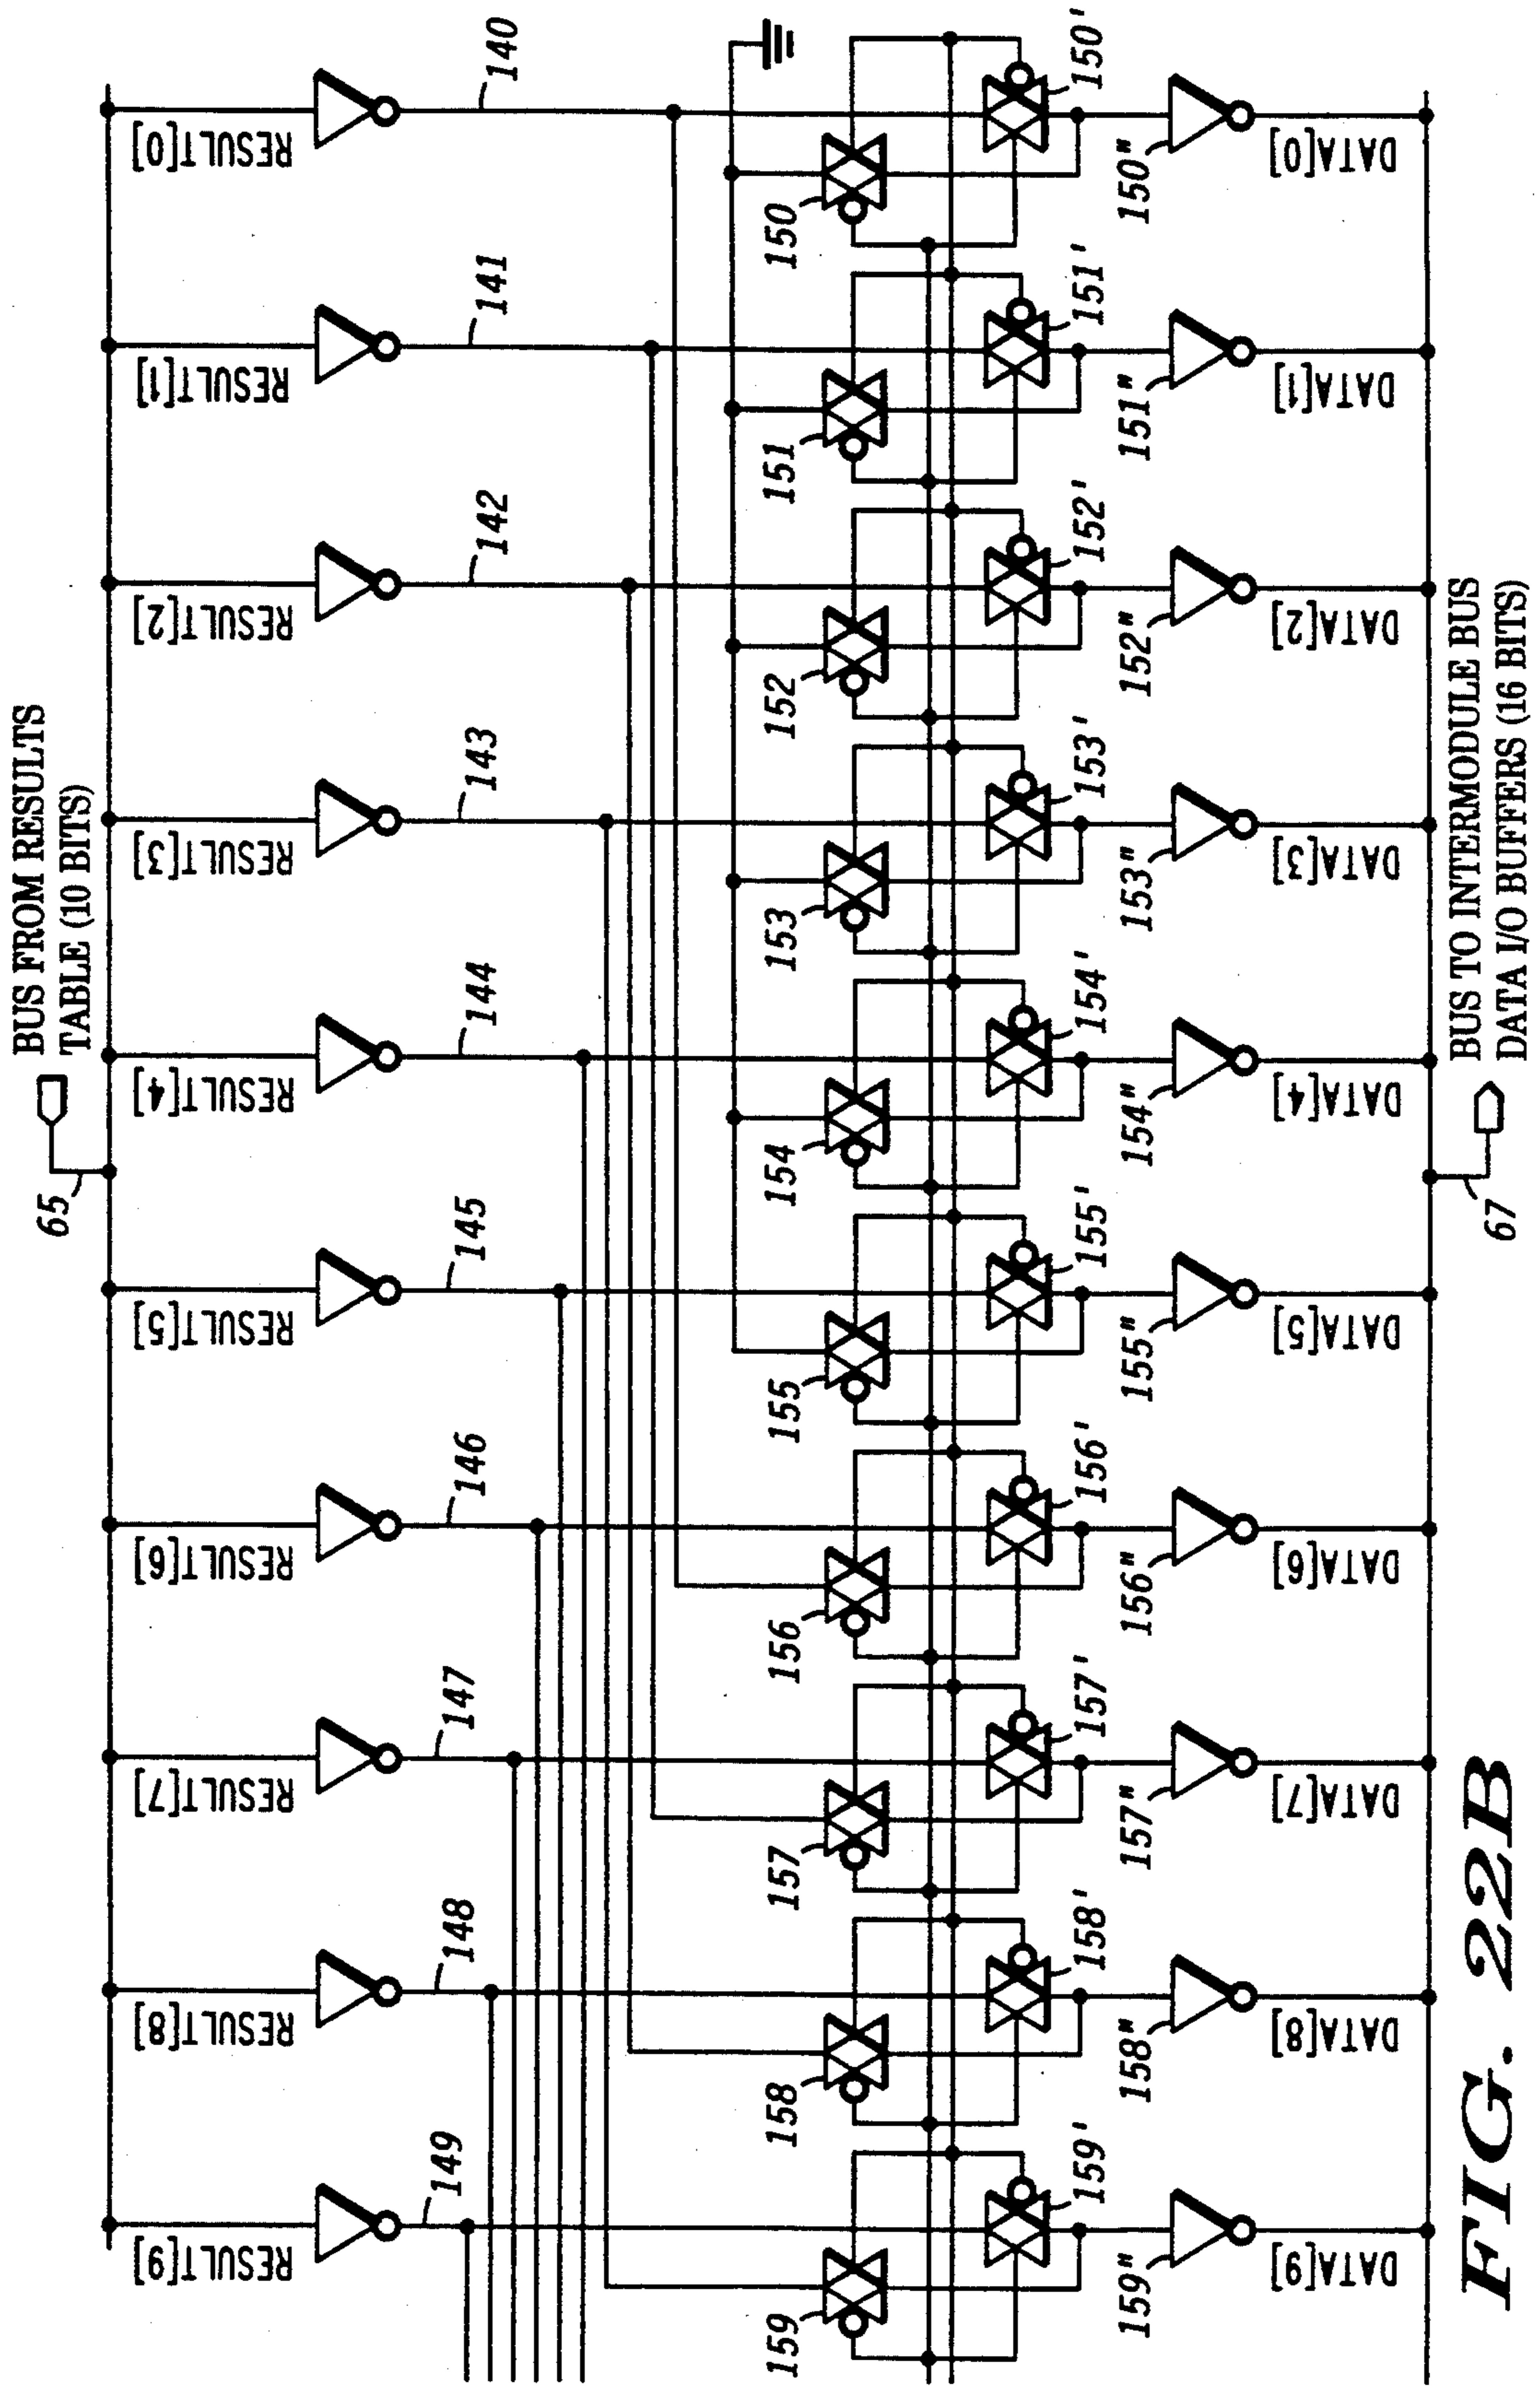 BUS FROM RESULTS
TABLE (10 BITS)
65
RESULT[9]
RESULT[8]
RESULT[7]
RESULT[6]
RESULT[5]
RESULT[4]
RESULT[3]
RESULT[2]
RESULT[1]
RESULT[0]
149
148
147
146
145
144
143
142
141
140
159
158
157
156
155
154
153
152
151
150
159'
158'
157'
156'
155'
154'
153'
152'
151'
150'
159"
158"
157"
156"
155"
154"
153"
152"
151"
150"
DATA[9]
DATA[8]
DATA[7]
DATA[6]
DATA[5]
DATA[4]
DATA[3]
DATA[2]
DATA[1]
DATA[0]
67
BUS TO INTERMODULE BUS
DATA I/O BUFFERS (16 BITS)
FIG. 22B